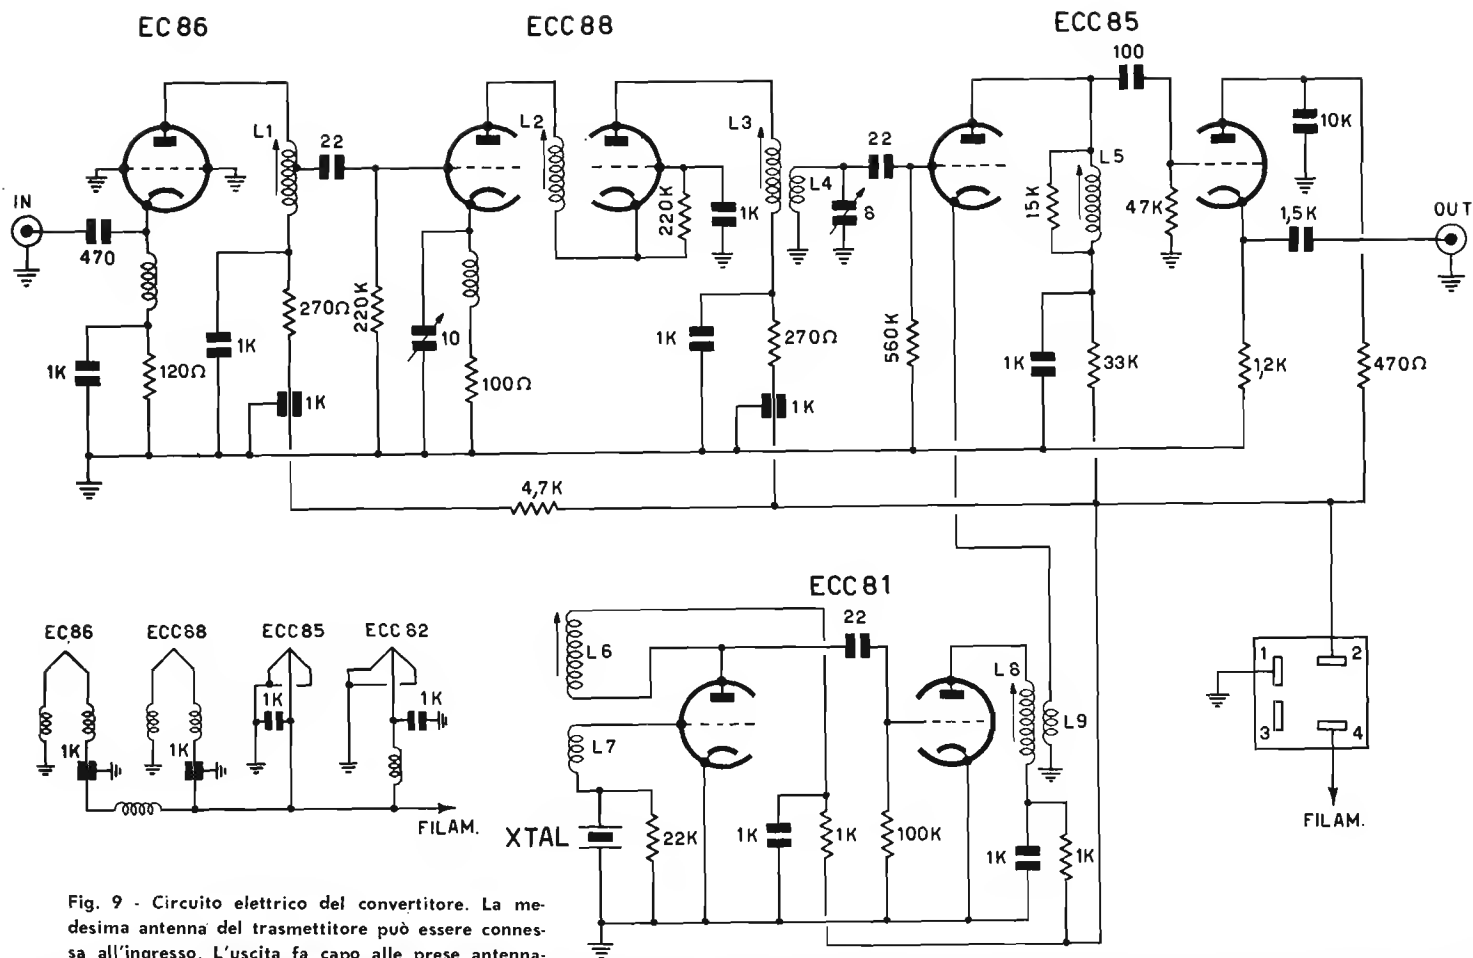 EC86
ECC88
ECC85
100
L1
22
L2
L3
22
L4
L5
10K
IN
470
220K
1K
8
15K
47K
1,5K
OUT
1K
120Ω
1K
270Ω
220K
10
100Ω
1K
270Ω
560K
1K
33K
1,2K
470Ω
1K
1K
4,7K
ECC81
22
EC86
ECC88
ECC85
ECC82
L6
L8
1
2
1K
1K
L7
L9
3
4
1K
1K
FILAM.
XTAL
22K
1K
1K
100K
1K
1K
FILAM.
Fig. 9 - Circuito elettrico del convertitore. La me-
desima antenna del trasmettitore può essere connes-
sa all'ingresso. L'uscita fa capo alle prese antenna-